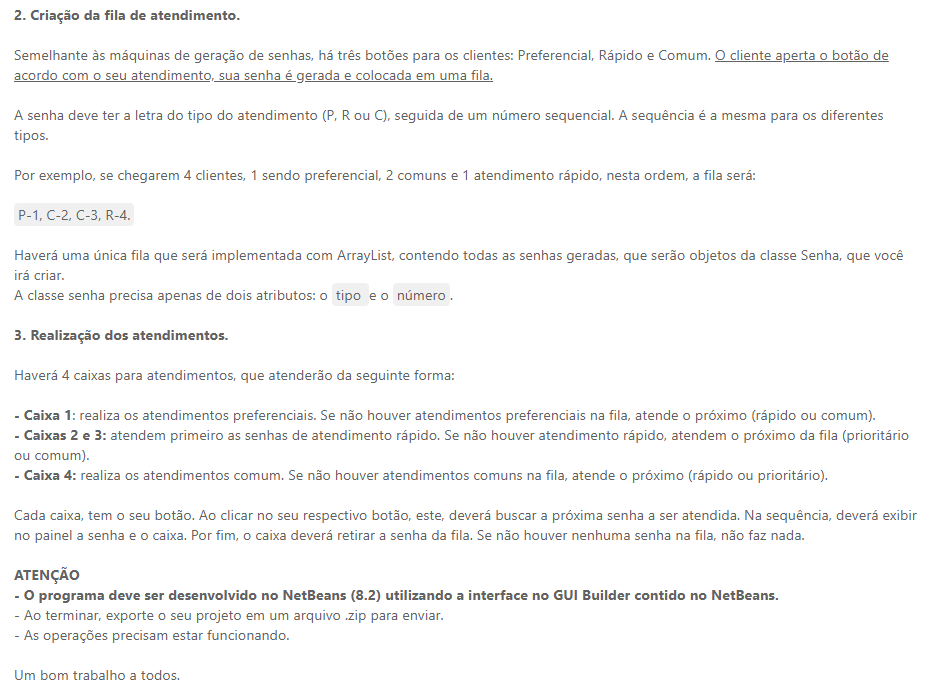 2. Criação da fila de atendimento.
Semelhante às máquinas de geração de senhas, há três botões para os clientes: Preferencial, Rápido e Comum. O cliente aperta o botão de
acordo com o seu atendimento, sua senha é gerada e colocada em uma fila.
A senha deve ter a letra do tipo do atendimento (P, R ou C), seguida de um número sequencial. A sequência é a mesma para os diferentes
tipos.
Por exemplo, se chegarem 4 clientes, 1 sendo preferencial, 2 comuns e 1 atendimento rápido, nesta ordem, a fila será:
P-1, C-2, C-3, R-4.
Haverá uma única fila que será implementada com ArrayList, contendo todas as senhas geradas, que serão objetos da classe Senha, que você
irá criar.
A classe senha precisa apenas de dois atributos: o tipo e o número.
3. Realização dos atendimentos.
Haverá 4 caixas para atendimentos, que atenderão da seguinte forma:
- Caixa 1: realiza os atendimentos preferenciais. Se não houver atendimentos preferenciais na fila, atende o próximo (rápido ou comum).
- Caixas 2 e 3: atendem primeiro as senhas de atendimento rápido. Se não houver atendimento rápido, atendem o próximo da fila (prioritário
ou comum).
- Caixa 4: realiza os atendimentos comum. Se não houver atendimentos comuns na fila, atende o próximo (rápido ou prioritário).
Cada caixa, tem o seu botão. Ao clicar no seu respectivo botão, este, deverá buscar a próxima senha a ser atendida. Na sequência, deverá exibir
no painel a senha e o caixa. Por fim, o caixa deverá retirar a senha da fila. Se não houver nenhuma senha na fila, não faz nada.
ATENÇÃO
- O programa deve ser desenvolvido no NetBeans (8.2) utilizando a interface no GUI Builder contido no NetBeans.
- Ao terminar, exporte o seu projeto em um arquivo .zip para enviar.
- As operações precisam estar funcionando.
Um bom trabalho a todos.